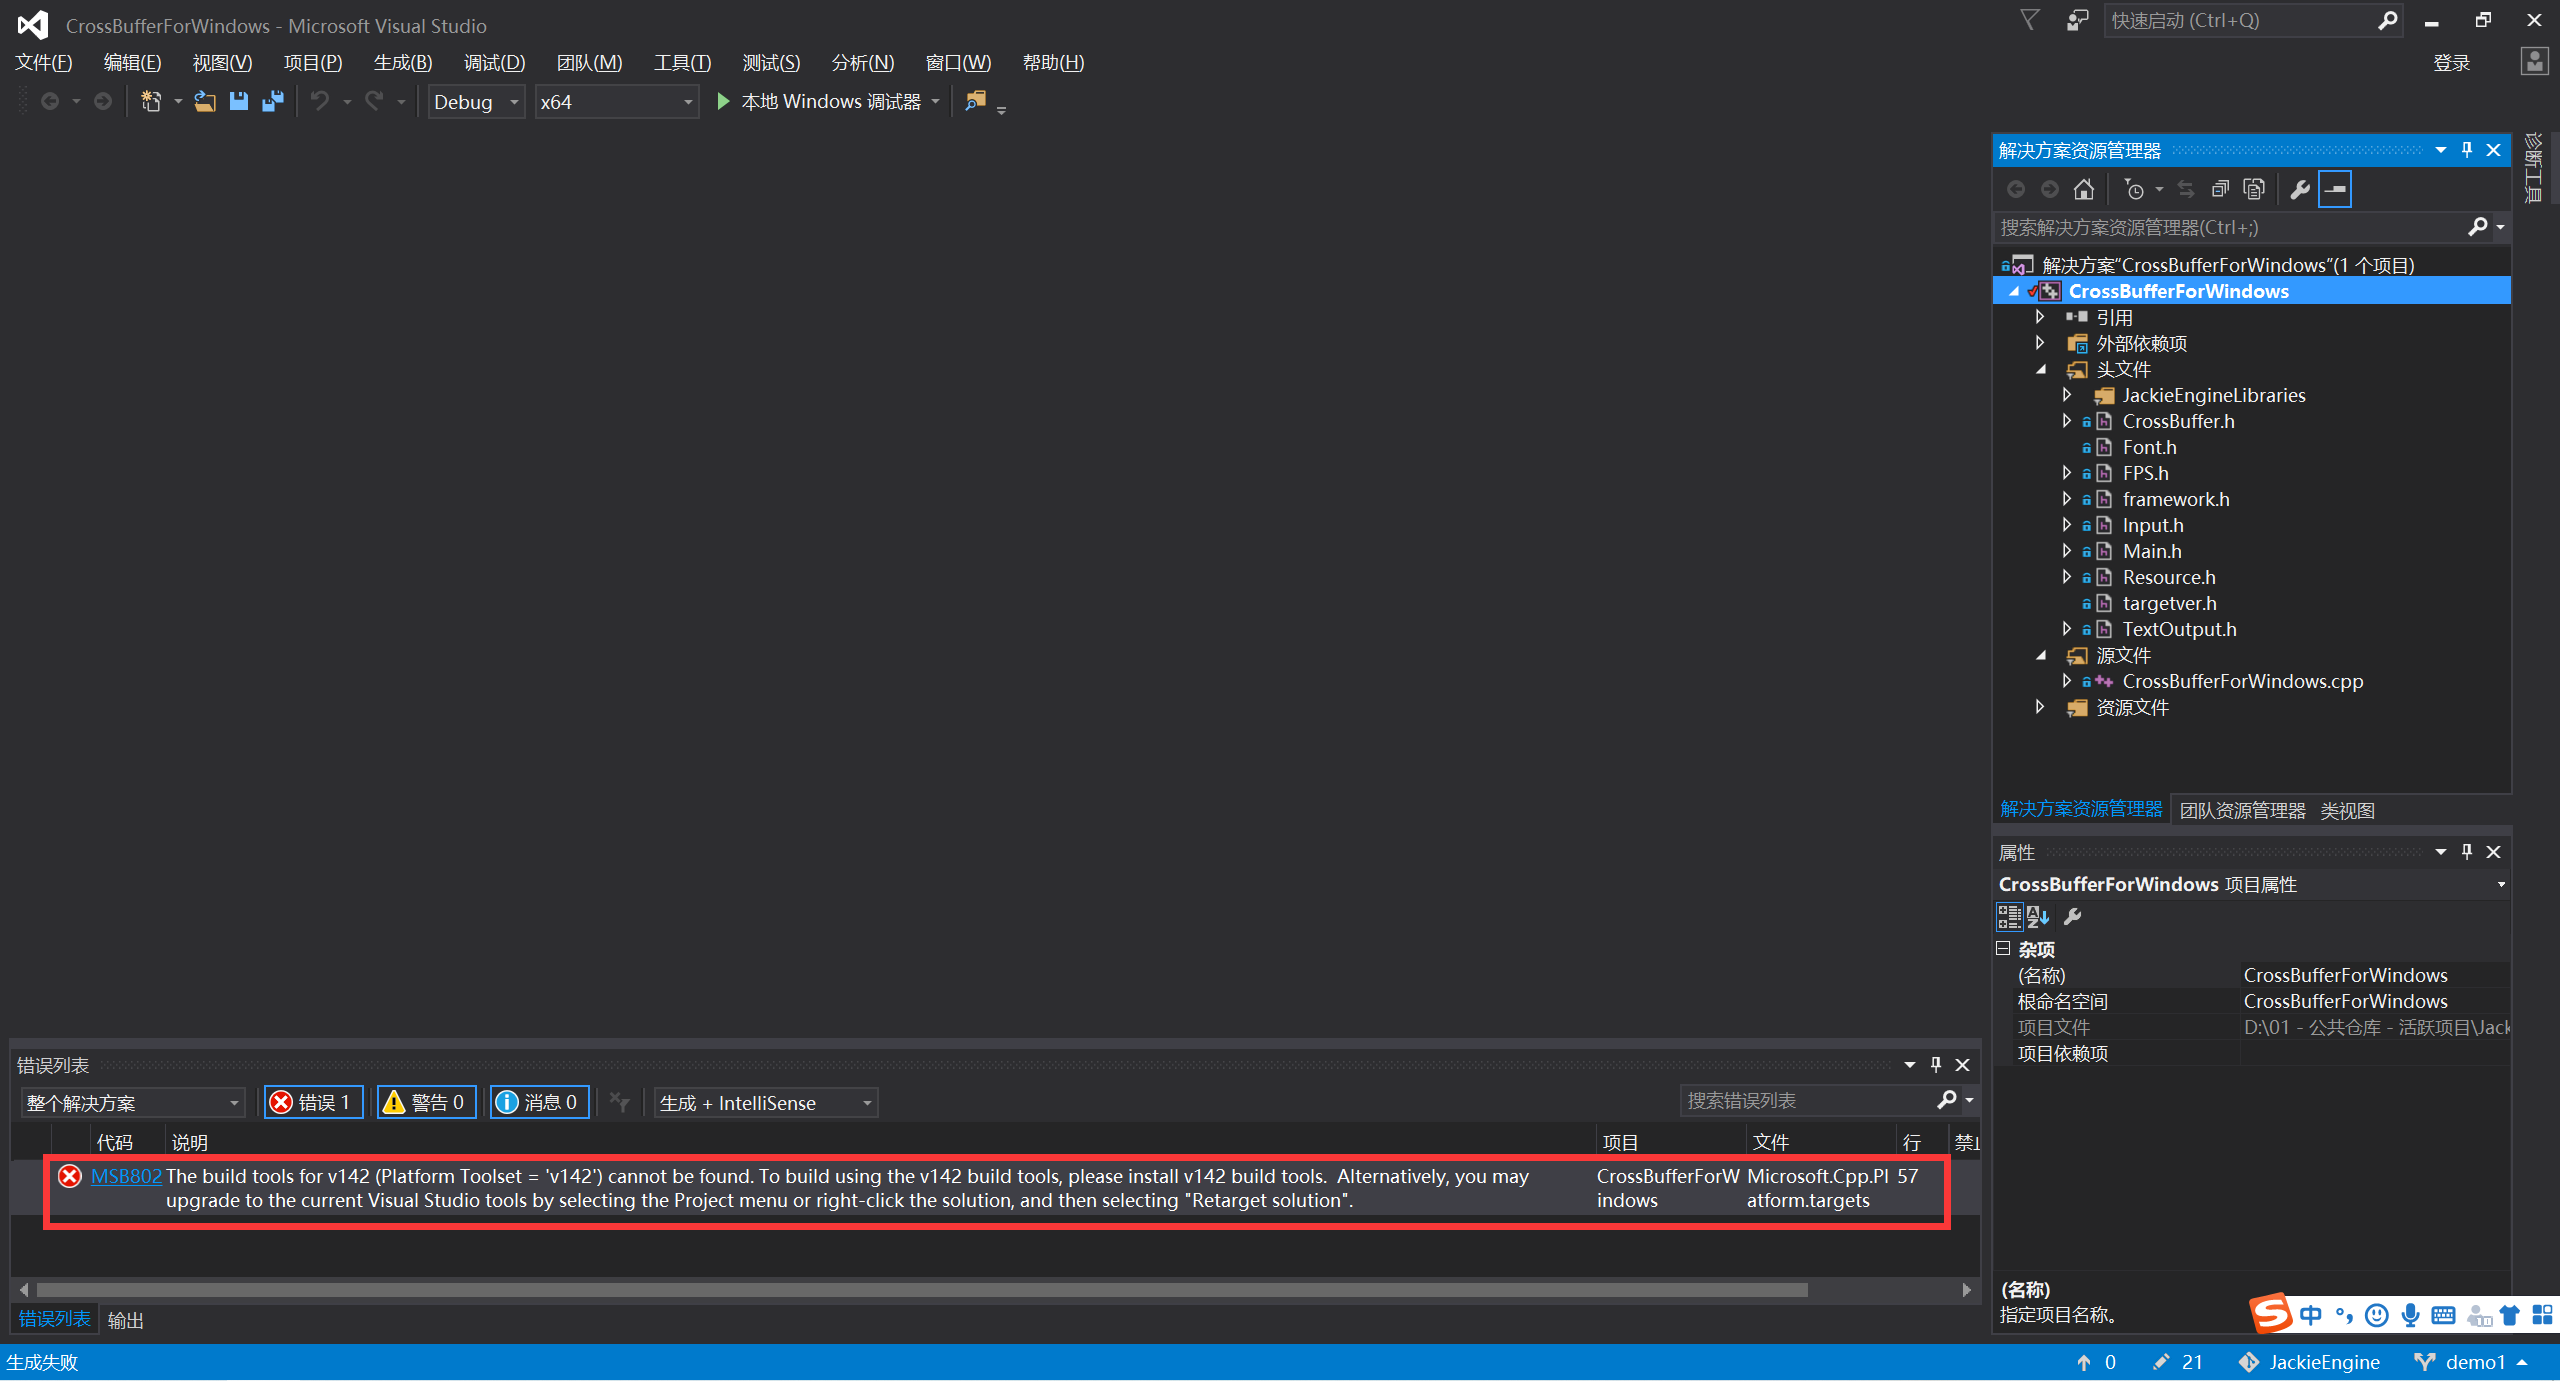 CrossBufferForWindows - Microsoft Visual Studio
快速启动 (Ctrl+Q)
文件(F) 编辑(E) 视图(V) 项目(P) 生成(B) 调试(D) 团队(M) 工具(T) 测试(S) 分析(N) 窗口(W) 帮助(H)
登录
Debug x64 本地 Windows 调试器
诊断工具
解决方案资源管理器
搜索解决方案资源管理器(Ctrl+;)
解决方案"CrossBufferForWindows"(1 个项目)
CrossBufferForWindows
引用
外部依赖项
头文件
JackieEngineLibraries
CrossBuffer.h
Font.h
FPS.h
framework.h
Input.h
Main.h
Resource.h
targetver.h
TextOutput.h
源文件
CrossBufferForWindows.cpp
资源文件
解决方案资源管理器 团队资源管理器 类视图
属性
CrossBufferForWindows 项目属性
杂项
(名称) CrossBufferForWindows
根命名空间 CrossBufferForWindows
项目文件 D:\01 - 公共仓库 - 活跃项目\Jack
项目依赖项
(名称)
指定项目名称。
错误列表
整个解决方案 错误 1 警告 0 消息 0 生成 + IntelliSense 搜索错误列表
代码 说明 项目 文件 行 禁止
MSB802 The build tools for v142 (Platform Toolset = 'v142') cannot be found. To build using the v142 build tools, please install v142 build tools.  Alternatively, you may CrossBufferForW Microsoft.Cpp.Pl 57
upgrade to the current Visual Studio tools by selecting the Project menu or right-click the solution, and then selecting "Retarget solution". indows atform.targets
错误列表 输出
中
生成失败 0 21 JackieEngine demo1